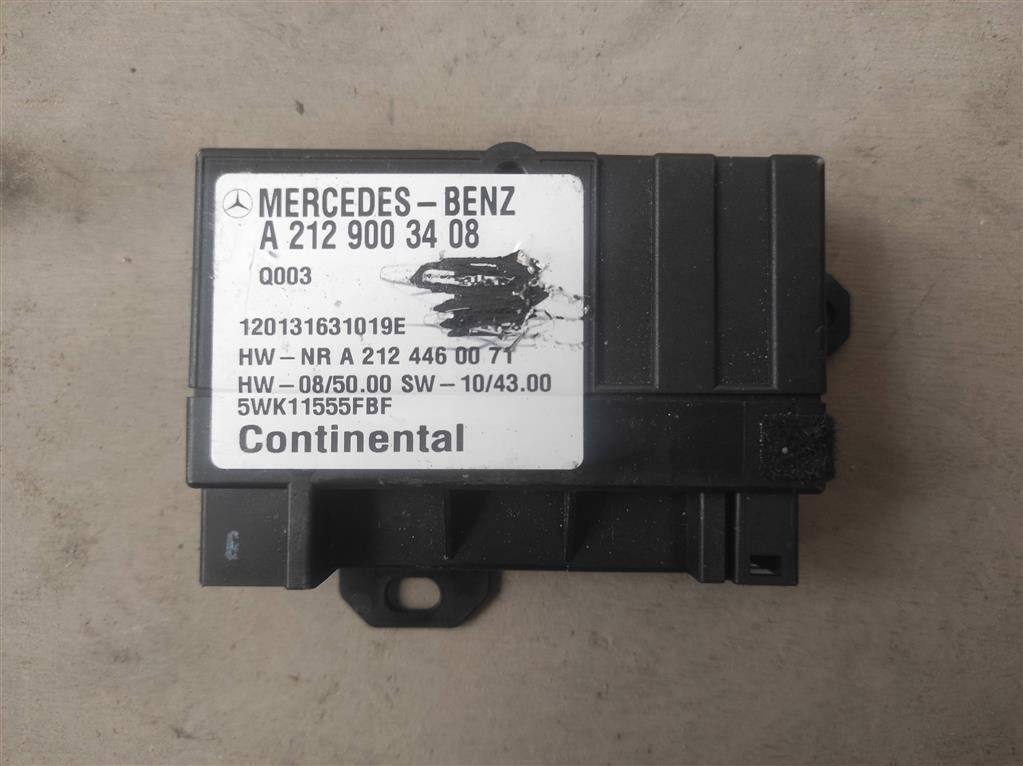 MERCEDES-BENZ
A 212 900 34 08
Q003
120131631019E
HW-NR A 212 446 00 71
HW-08/50.00 SW-10/43.00
5WK11555FBF
Continental